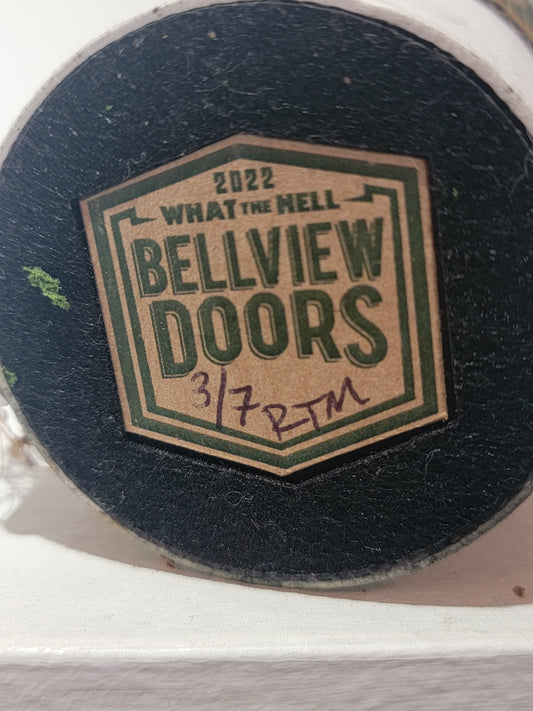 2022
WHAT THE HELL
BELLVIEW
DOORS
3/7 RTM